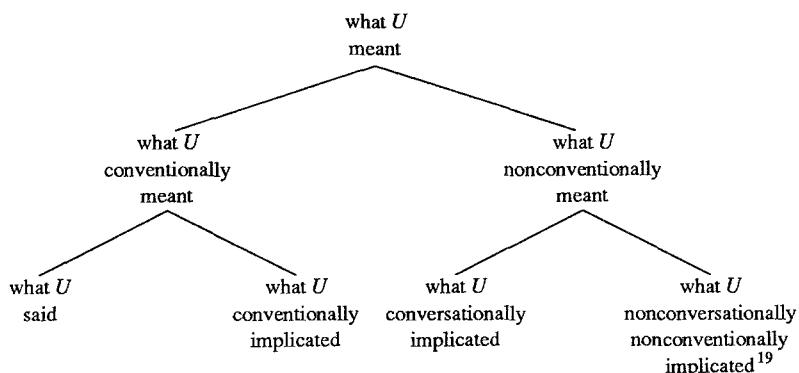 what U
meant
what U
conventionally
meant
what U
nonconventionally
meant
what U
said
what U
conventionally
implicated
what U
conversationally
implicated
what U
nonconversationally
nonconventionally
implicated19